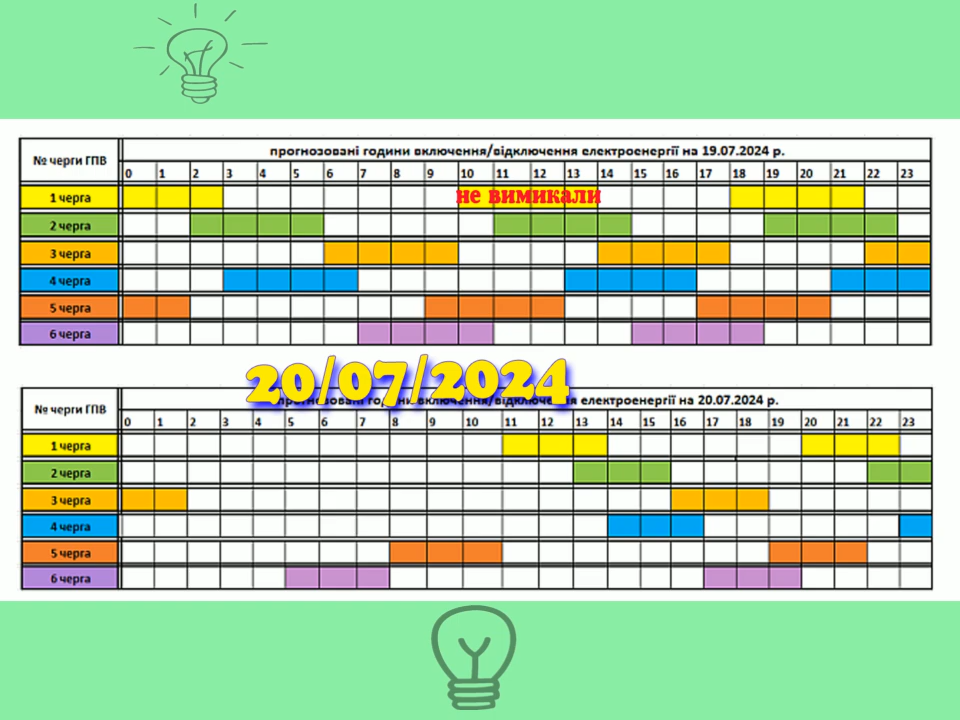 № черги ГПВ
прогнозовані години включення/відключення електроенергії на 19.07.2024 р.
0 1 2 3 4 5 6 7 8 9 10 11 12 13 14 15 16 17 18 19 20 21 22 23
1 черга
не вимикали
2 черга
3 черга
4 черга
5 черга
6 черга
20/07/2024
№ черги ГПВ
прогнозовані години включення/відключення електроенергії на 20.07.2024 р.
0 1 2 3 4 5 6 7 8 9 10 11 12 13 14 15 16 17 18 19 20 21 22 23
1 черга
2 черга
3 черга
4 черга
5 черга
6 черга